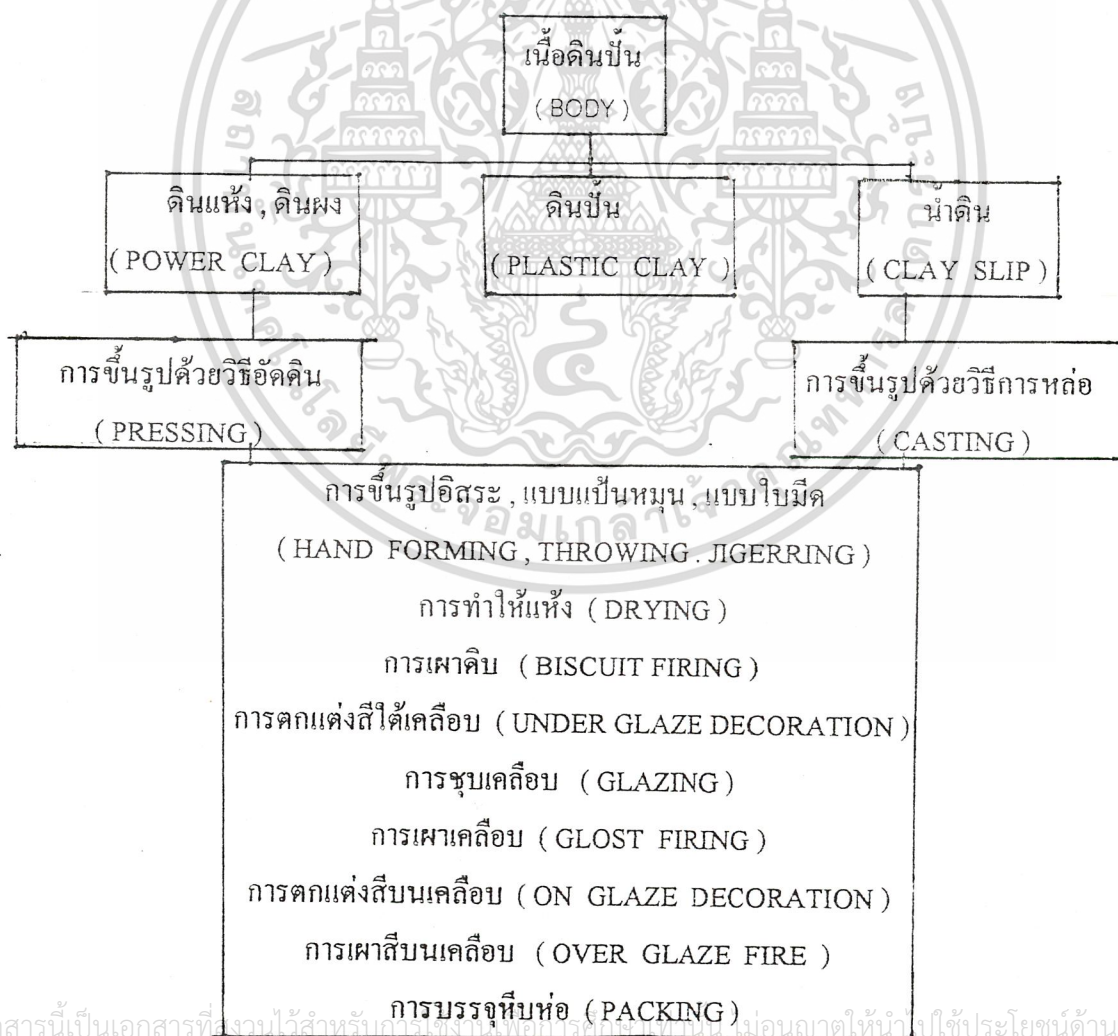 เนื้อดินปั้น
( BODY )
ดินแห้ง , ดินผง
( POWER CLAY )
ดินปั้น
( PLASTIC CLAY )
น้ำดิน
( CLAY SLIP )
การขึ้นรูปด้วยวิธีอัดดิน
( PRESSING )
การขึ้นรูปด้วยวิธีการหล่อ
( CASTING )
การขึ้นรูปอิสระ , แบบแป้นหมุน , แบบใบมีด
( HAND FORMING , THROWING . JIGERRING )
การทำให้แห้ง ( DRYING )
การเผาดิบ ( BISCUIT FIRING )
การตกแต่งสีใต้เคลือบ ( UNDER GLAZE DECORATION )
การชุบเคลือบ ( GLAZING )
การเผาเคลือบ ( GLOST FIRING )
การตกแต่งสีบนเคลือบ ( ON GLAZE DECORATION )
การเผาสีบนเคลือบ ( OVER GLAZE FIRE )
การบรรจุหีบห่อ ( PACKING )